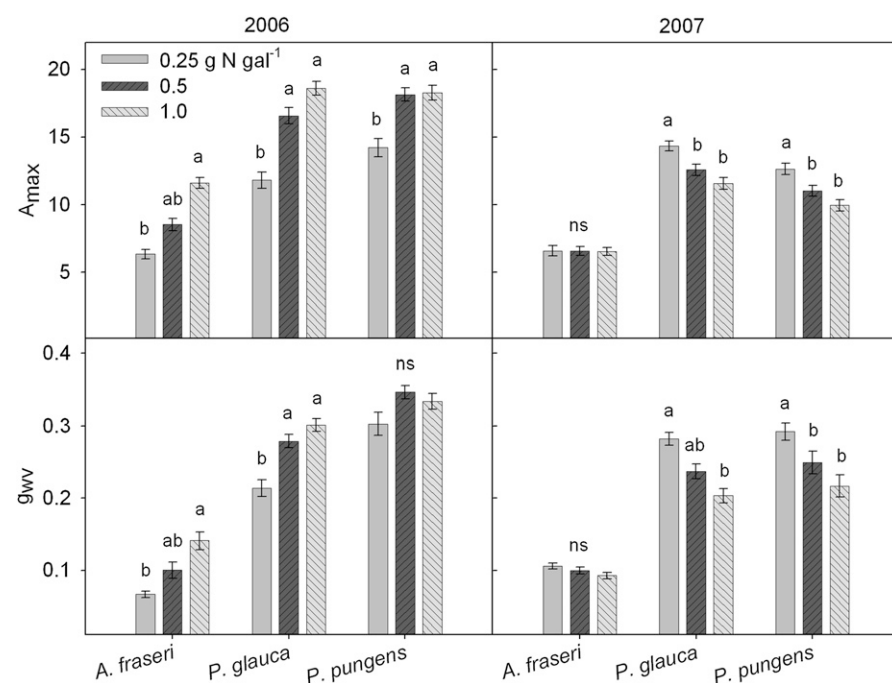 2006
2007
0.25 g N gal⁻¹
0.5
1.0
Amax
20
15
10
5
b
ab
a
b
a
a
b
a
a
ns
a
b
b
a
b
b
gwv
0.4
0.3
0.2
0.1
b
ab
a
b
a
a
ns
ns
a
ab
b
a
b
b
A. fraseri
P. glauca
P. pungens
A. fraseri
P. glauca
P. pungens